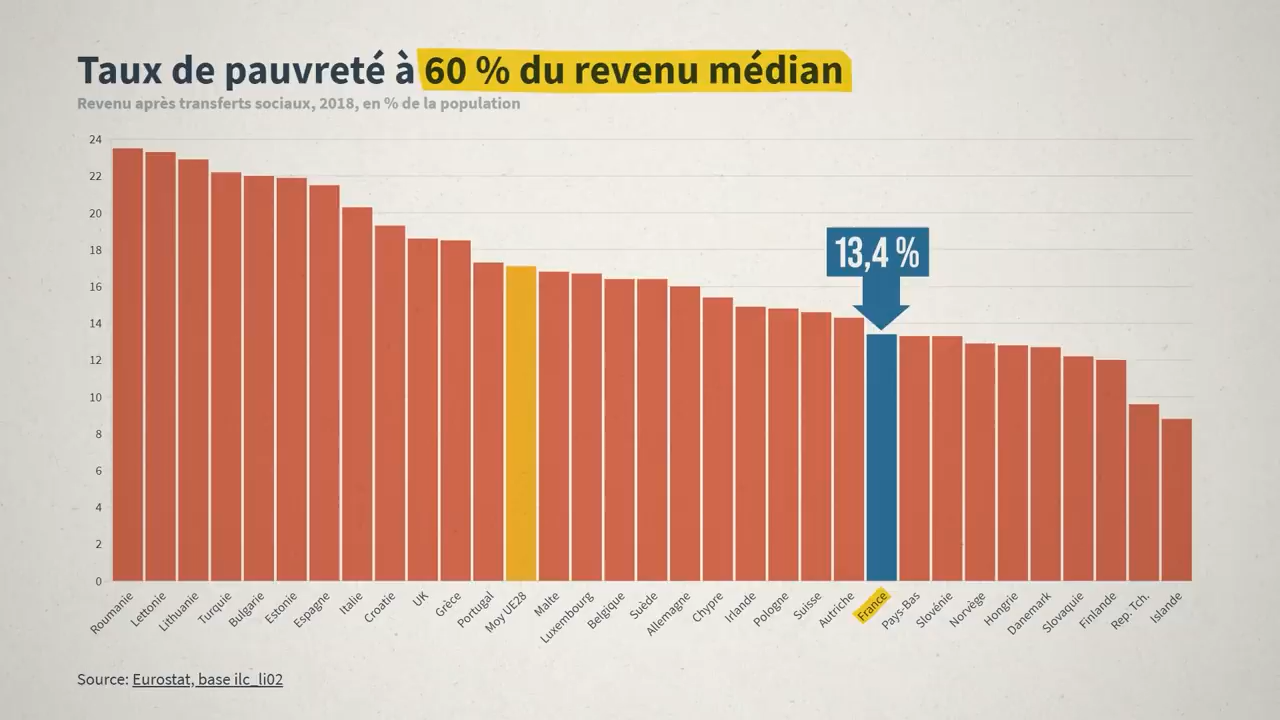 Taux de pauvreté à 60 % du revenu médian
Revenu après transferts sociaux, 2018, en % de la population
24
22
20
18
16
14
12
10
8
6
4
2
0
13,4 %
Roumanie
Lettonie
LIthuanie
Turquie
Bulgarie
Estonie
Espagne
Italie
Croatie
UK
Grèce
Portugal
Moy UE28
Malte
Luxembourg
Belgique
Suède
Allemagne
Chypre
Irlande
Pologne
Suisse
Autriche
France
Pays-Bas
Slovénie
Norvège
Hongrie
Danemark
Slovaquie
Finlande
Rep. Tch.
Islande
Source: Eurostat, base ilc_li02